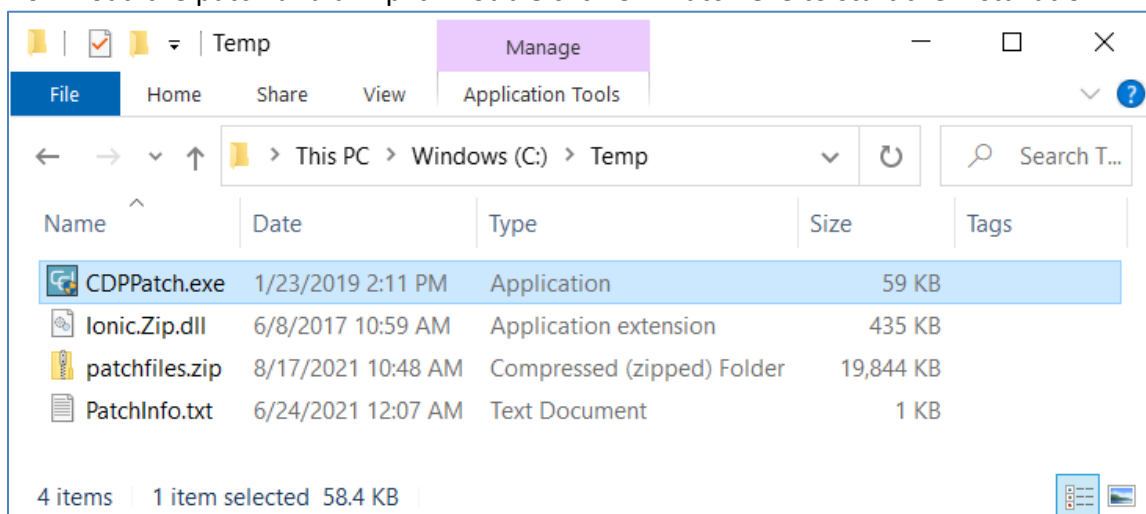 Temp
Manage
File Home Share View Application Tools
This PC > Windows (C:) > Temp
Search T...
Name Date Type Size Tags
CDPPatch.exe 1/23/2019 2:11 PM Application 59 KB
Ionic.Zip.dll 6/8/2017 10:59 AM Application extension 435 KB
patchfiles.zip 8/17/2021 10:48 AM Compressed (zipped) Folder 19,844 KB
PatchInfo.txt 6/24/2021 12:07 AM Text Document 1 KB
4 items 1 item selected 58.4 KB